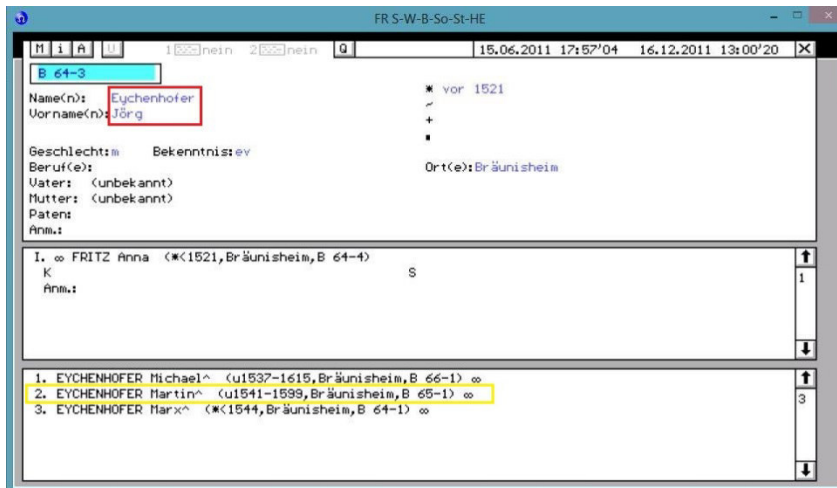 FR S-W-B-So-St-HE
M i A U 1 nein 2 nein Q 15.06.2011 17:57'04 16.12.2011 13:00'20 X
B 64-3
Name(n): Eychenhofer * vor 1521
Vorname(n): Jörg ~
+
Geschlecht:m Bekenntnis:ev
Beruf(e): Ort(e):Bräunisheim
Vater: (unbekannt)
Mutter: (unbekannt)
Paten:
Anm.:
I. ∞ FRITZ Anna (*<1521,Bräunisheim,B 64-4)
K S
Anm.:
1
1. EYCHENHOFER Michael^ (u1537-1615,Bräunisheim,B 66-1) ∞
2. EYCHENHOFER Martin^ (u1541-1599,Bräunisheim,B 65-1) ∞
3. EYCHENHOFER Marx^ (*<1544,Bräunisheim,B 64-1) ∞
3